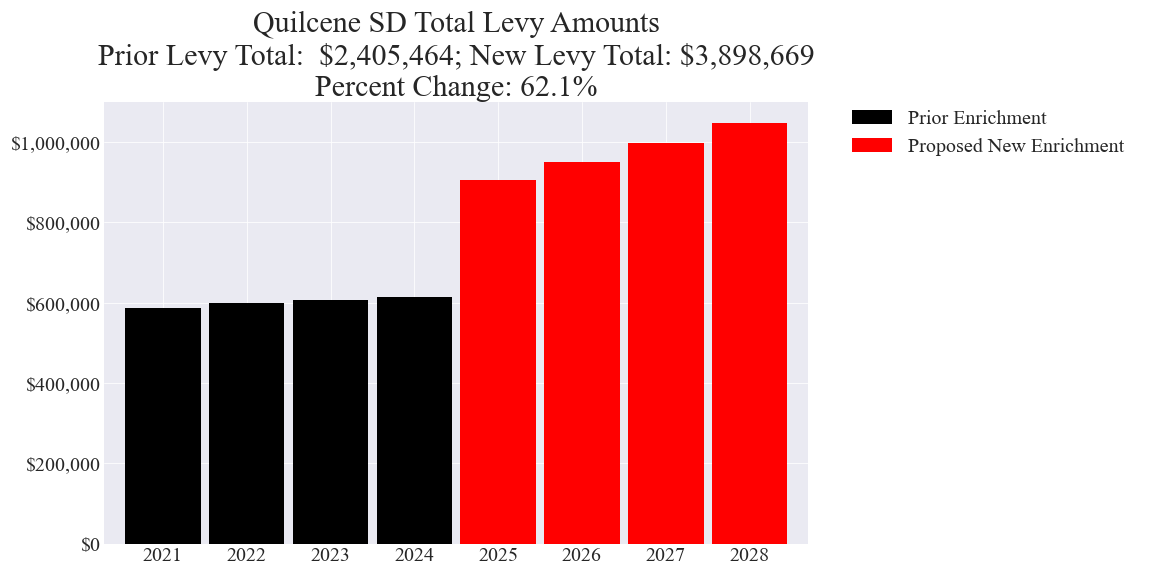 Quilcene SD Total Levy Amounts
Prior Levy Total:  $2,405,464; New Levy Total: $3,898,669
Percent Change: 62.1%
Prior Enrichment
Proposed New Enrichment
$1,000,000
$800,000
$600,000
$400,000
$200,000
$0
2021 2022 2023 2024 2025 2026 2027 2028